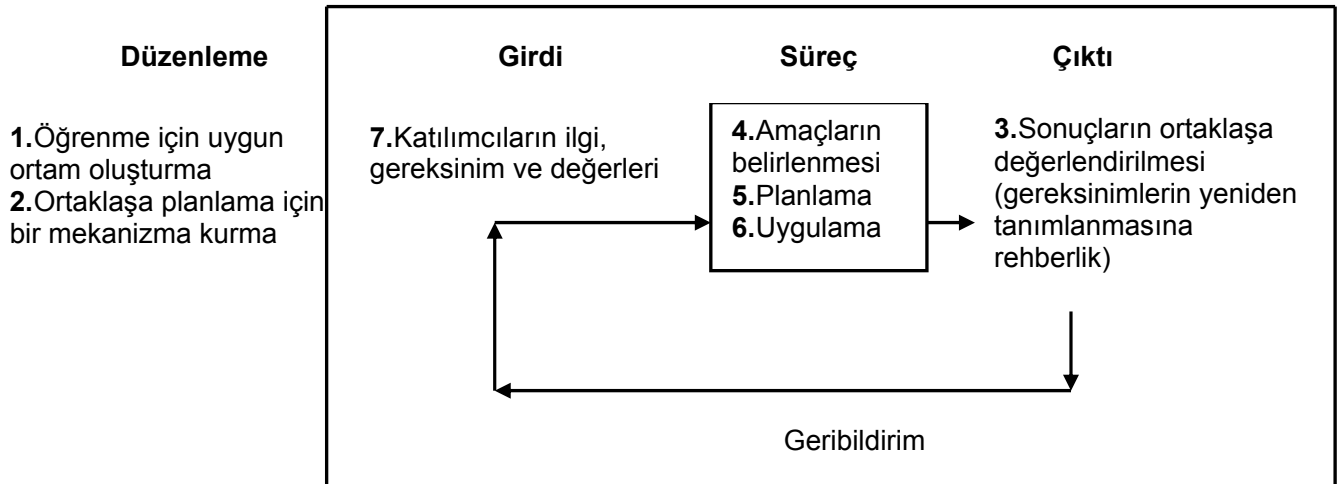 Düzenleme
Girdi
Süreç
Çıktı
1.Öğrenme için uygun
ortam oluşturma
2.Ortaklaşa planlama için
bir mekanizma kurma
7.Katılımcıların ilgi,
gereksinim ve değerleri
4.Amaçların
belirlenmesi
5.Planlama
6.Uygulama
3.Sonuçların ortaklaşa
değerlendirilmesi
(gereksinimlerin yeniden
tanımlanmasına
rehberlik)
Geribildirim